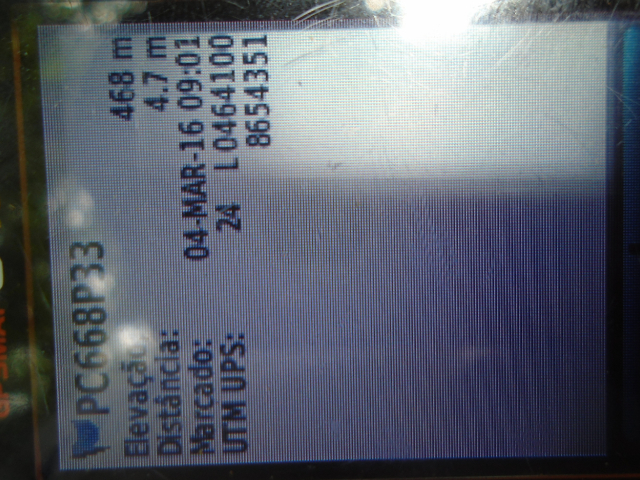 PC668P33
Elevação: 468 m
Distância: 4.7 m
Marcado: 04-MAR-16 09:01
UTM UPS: 24 L 0464100
8654351